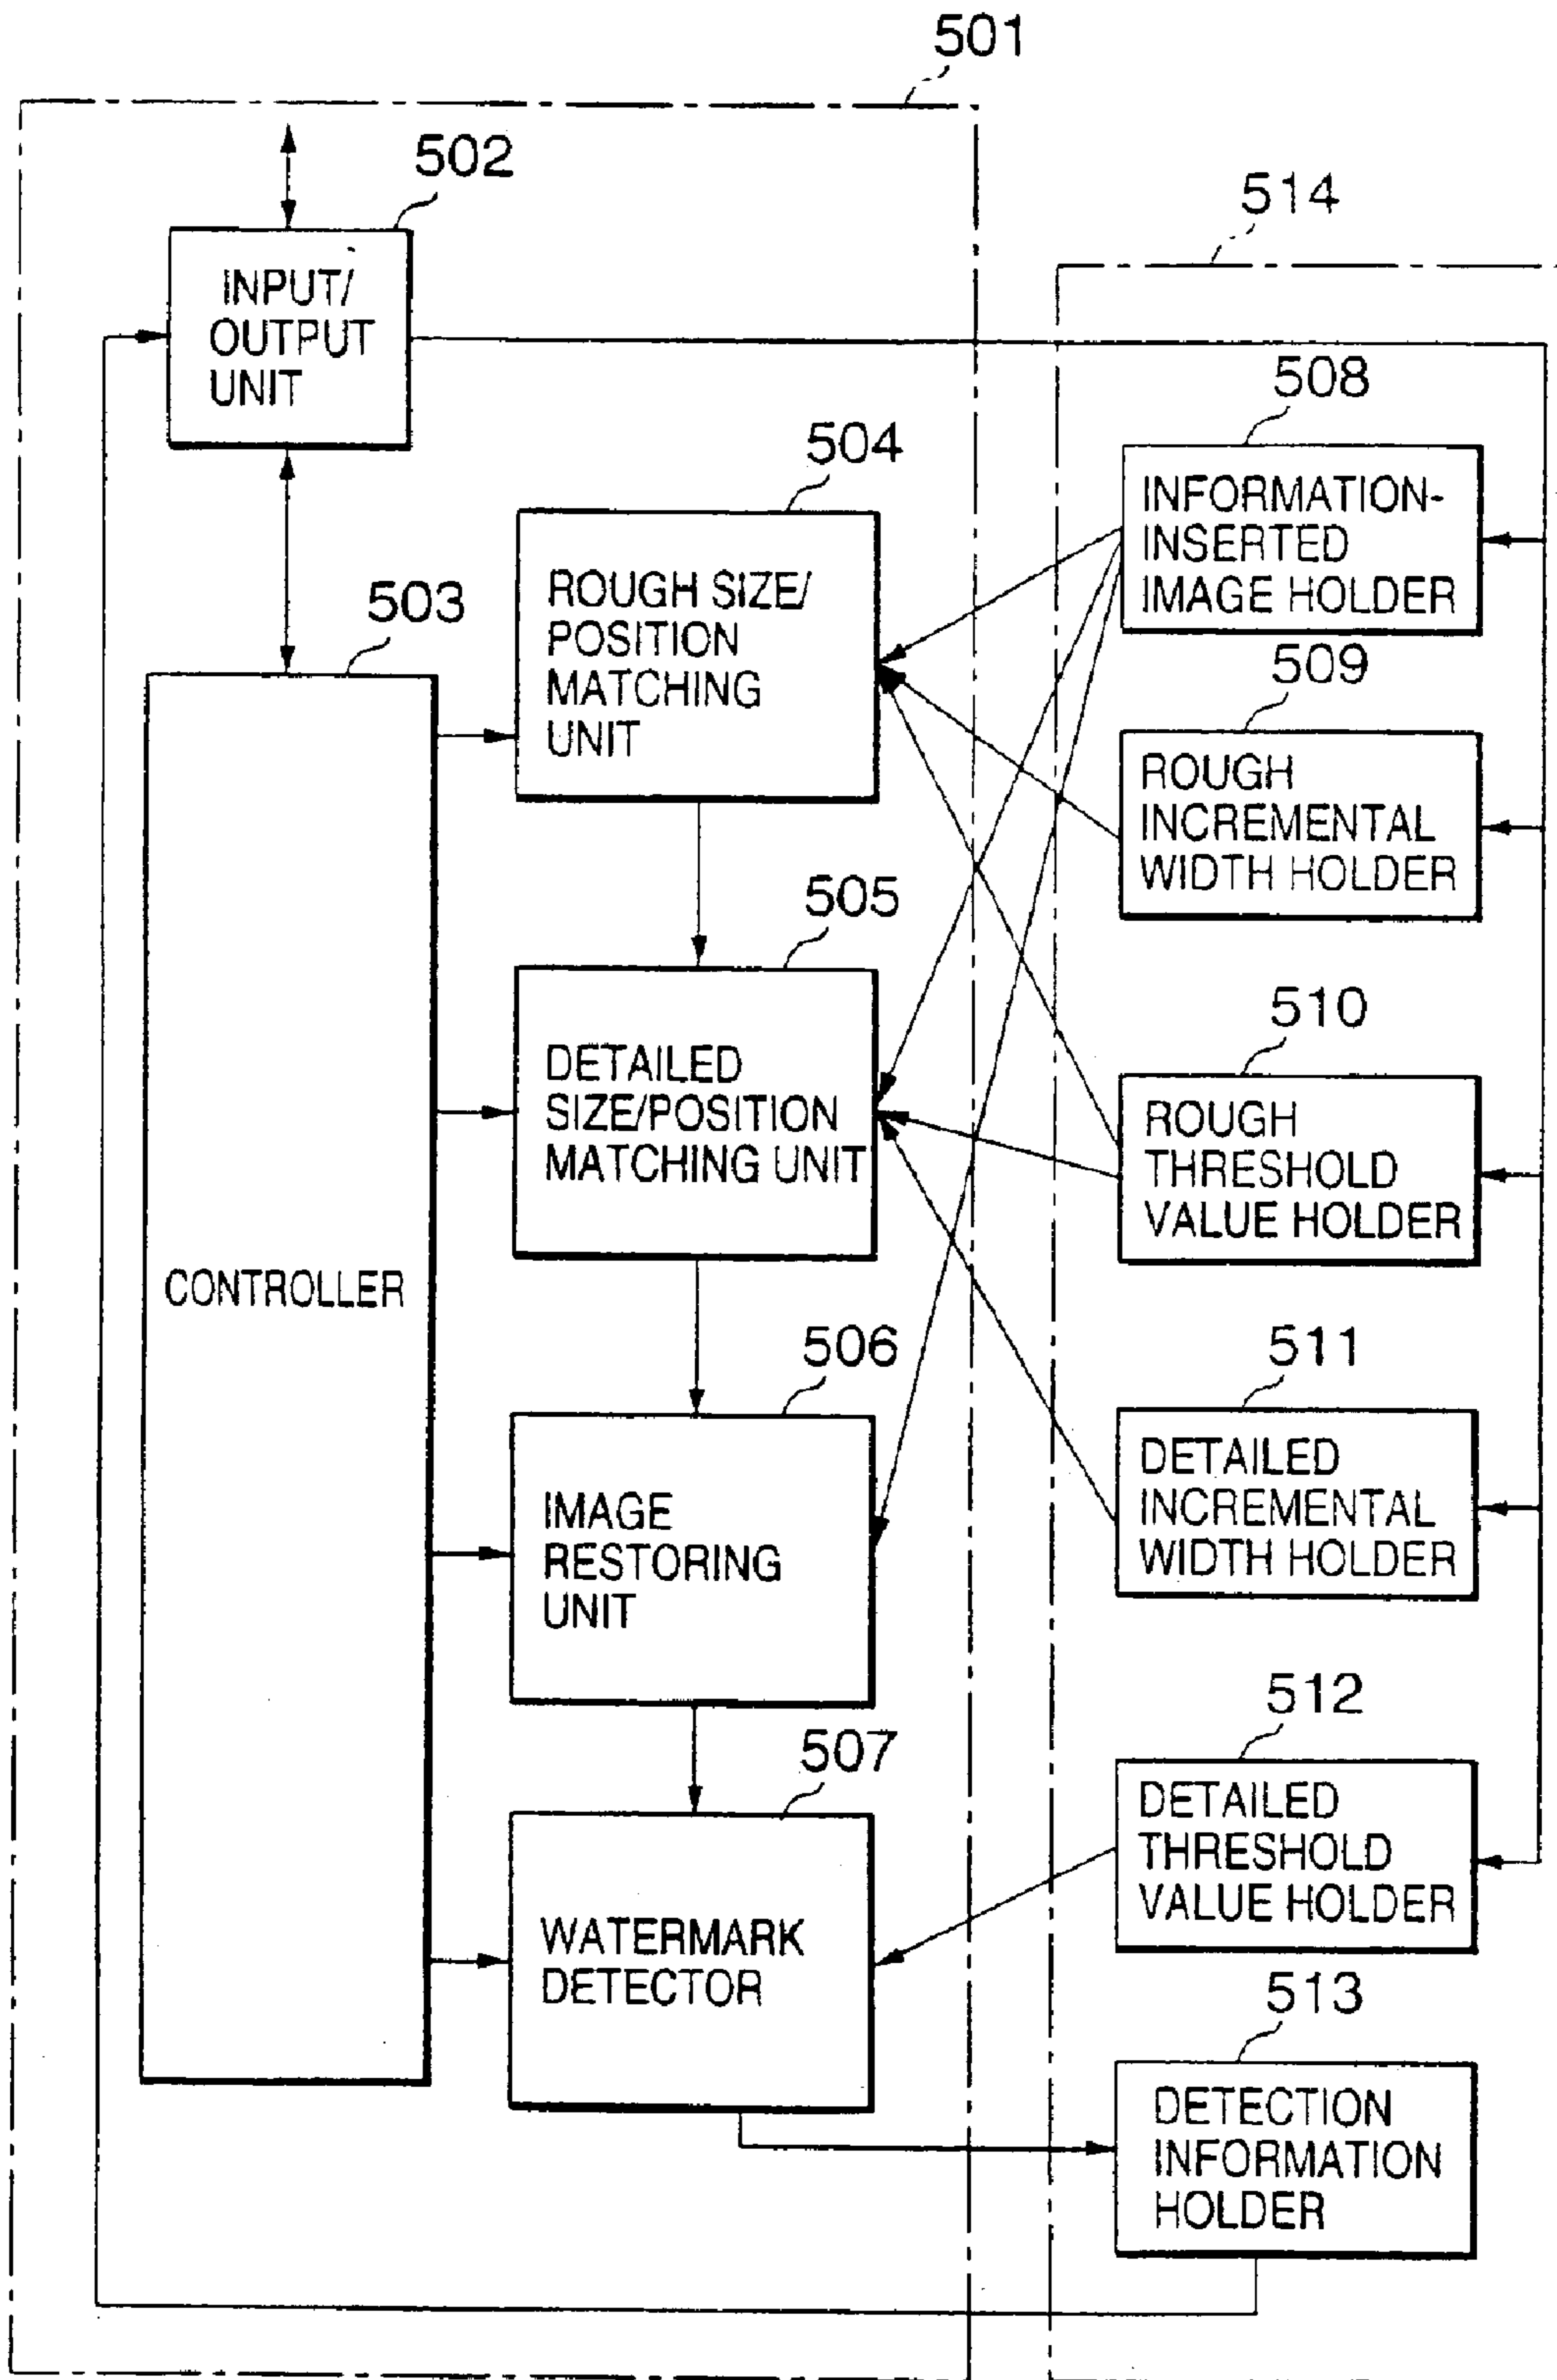 501
502
514
INPUT/
OUTPUT
UNIT
508
504
INFORMATION-
INSERTED
IMAGE HOLDER
503
ROUGH SIZE/
POSITION
MATCHING
UNIT
509
ROUGH
INCREMENTAL
WIDTH HOLDER
505
510
DETAILED
SIZE/POSITION
MATCHING UNIT
ROUGH
THRESHOLD
VALUE HOLDER
CONTROLLER
506
511
DETAILED
INCREMENTAL
WIDTH HOLDER
IMAGE
RESTORING
UNIT
512
507
DETAILED
THRESHOLD
VALUE HOLDER
WATERMARK
DETECTOR
513
DETECTION
INFORMATION
HOLDER